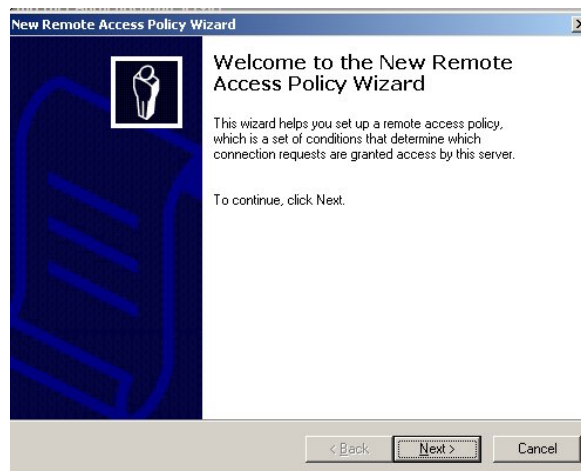 New Remote Access Policy Wizard
Welcome to the New Remote
Access Policy Wizard
This wizard helps you set up a remote access policy,
which is a set of conditions that determine which
connection requests are granted access by this server.
To continue, click Next.
< Back
Next >
Cancel